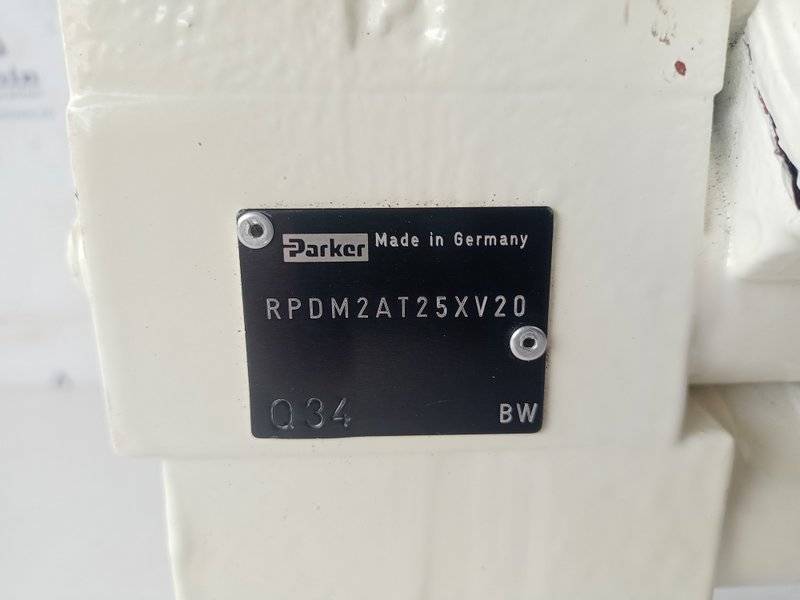 Parker Made in Germany
RPDM2AT25XV20
Q34
BW